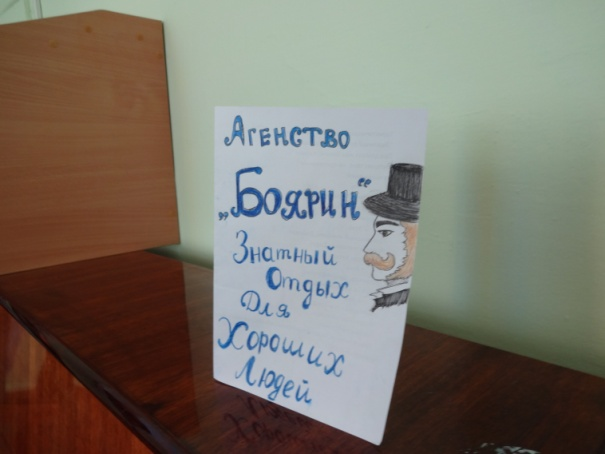 Агенство
„Боярин“
Знатный
Отдых
Для
Хороших
Людей